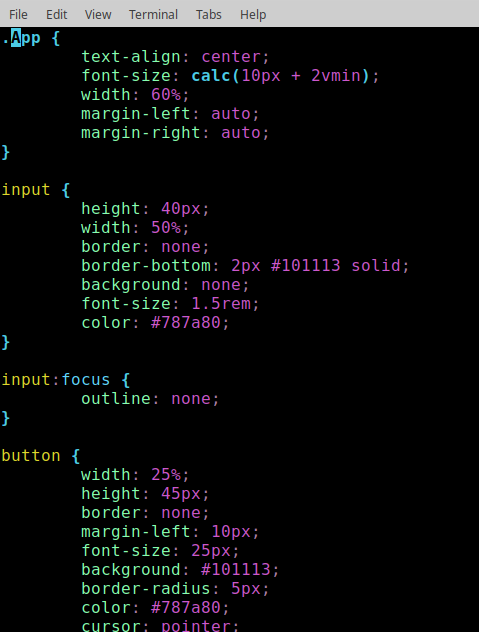 File Edit View Terminal Tabs Help
.App {
        text-align: center;
        font-size: calc(10px + 2vmin);
        width: 60%;
        margin-left: auto;
        margin-right: auto;
}

input {
        height: 40px;
        width: 50%;
        border: none;
        border-bottom: 2px #101113 solid;
        background: none;
        font-size: 1.5rem;
        color: #787a80;
}

input:focus {
        outline: none;
}

button {
        width: 25%;
        height: 45px;
        border: none;
        margin-left: 10px;
        font-size: 25px;
        background: #101113;
        border-radius: 5px;
        color: #787a80;
        cursor: pointer;